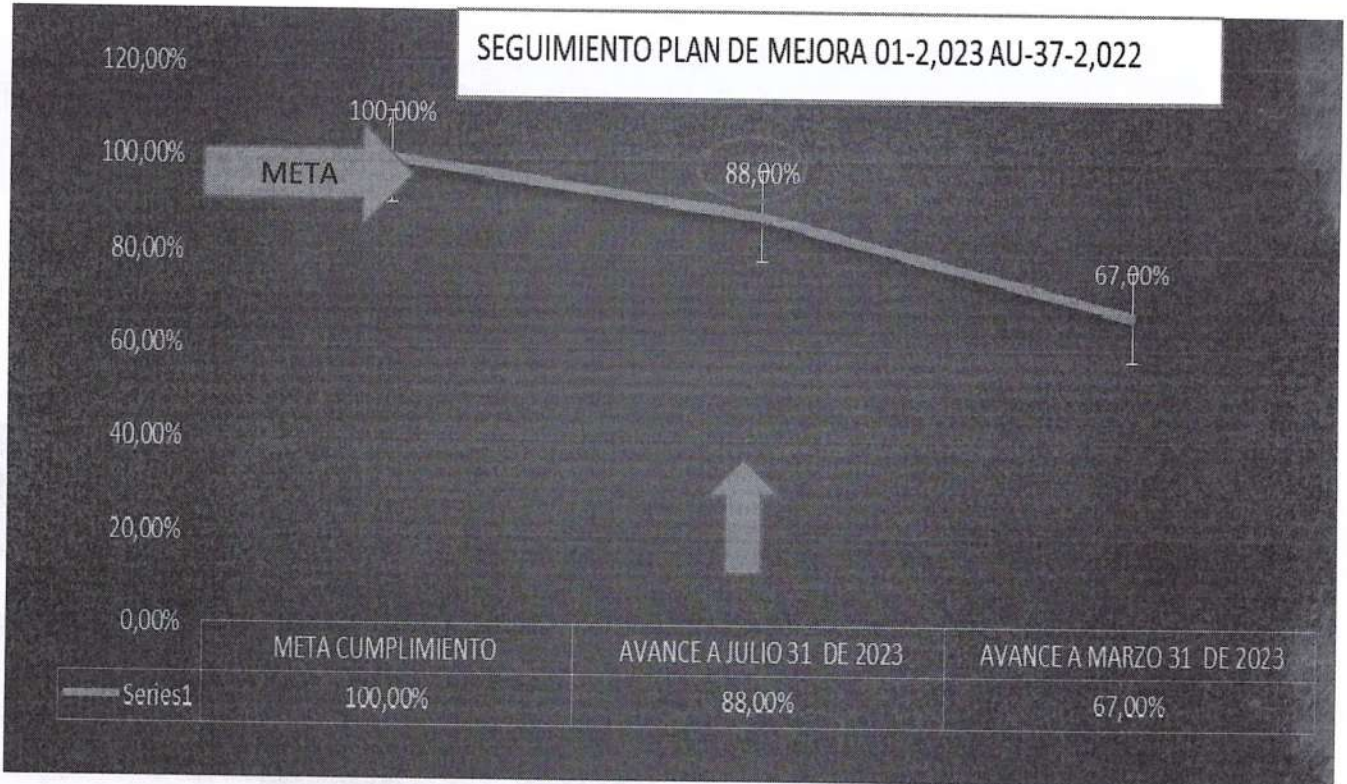 SEGUIMIENTO PLAN DE MEJORA 01-2,023 AU-37-2,022
120,00%
100,00%
100,00%
META
88,00%
80,00%
67,00%
60,00%
40,00%
20,00%
0,00%
META CUMPLIMIENTO
AVANCE A JULIO 31 DE 2023
AVANCE A MARZO 31 DE 2023
Series1
100,00%
88,00%
67,00%